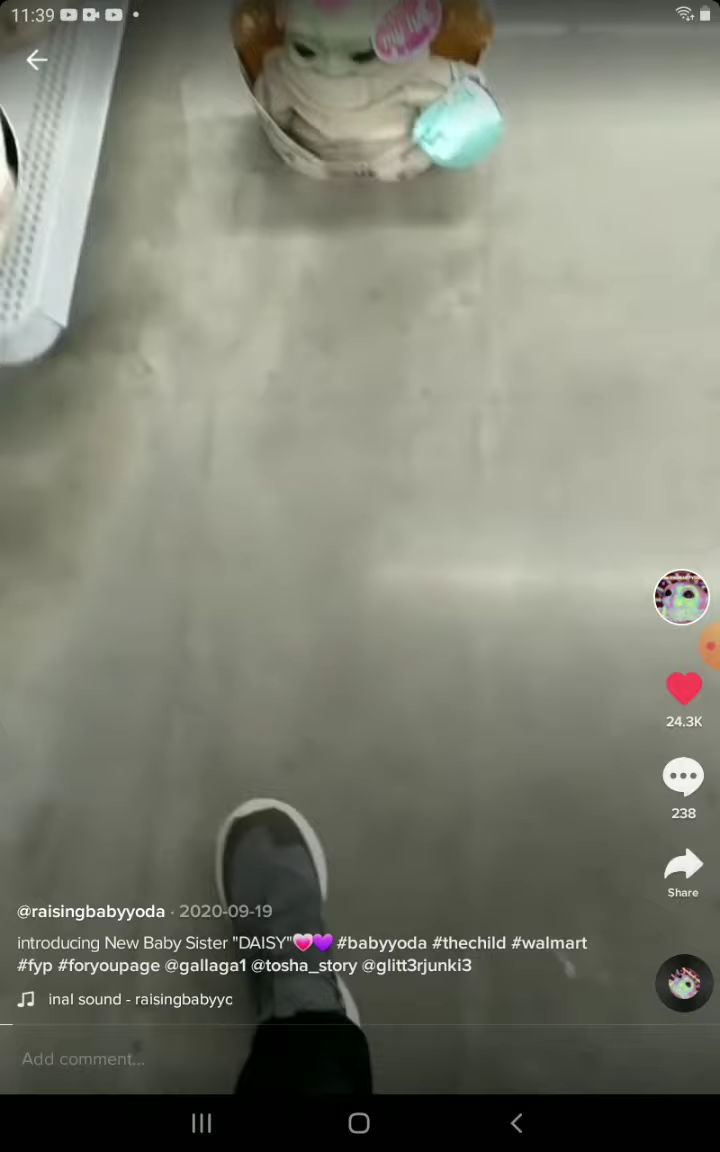 11:39
@raisingbabyyoda · 2020-09-19
introducing New Baby Sister "DAISY"💗💜 #babyyoda #thechild #walmart
#fyp #foryoupage @gallaga1 @tosha_story @glitt3rjunki3
inal sound - raisingbabyyc
24.3K
238
Share
Add comment...